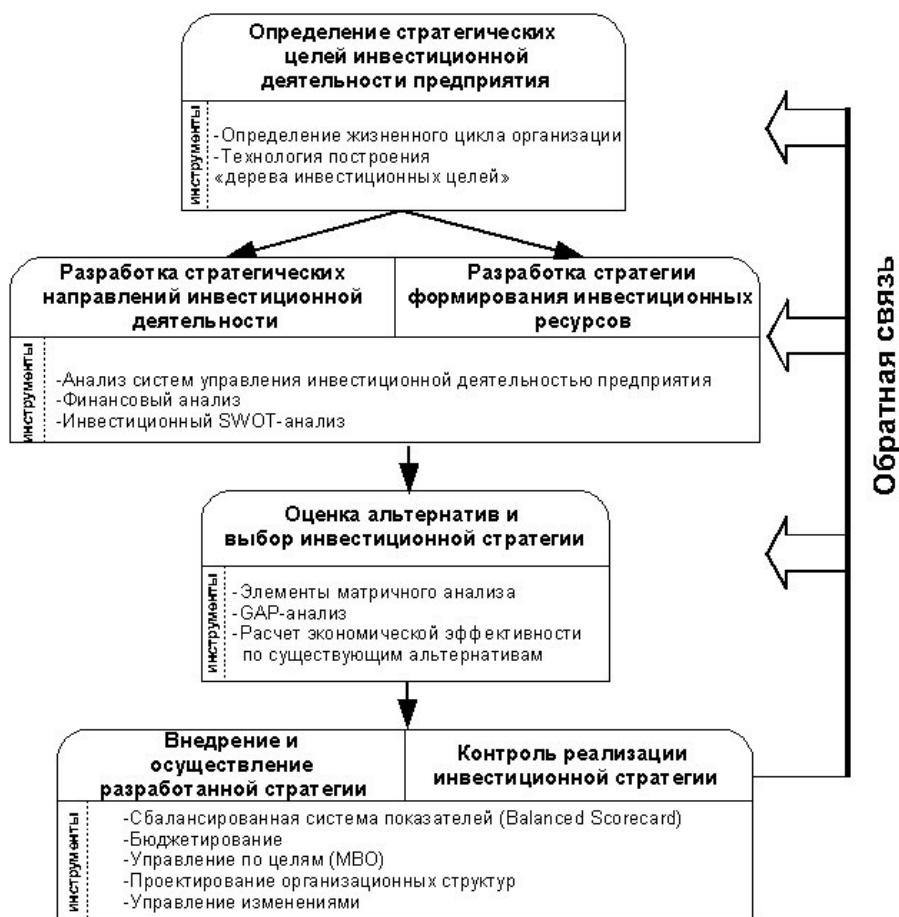 Определение стратегических
целей инвестиционной
деятельности предприятия
инструменты
-Определение жизненного цикла организации
-Технология построения
«дерева инвестиционных целей»
Разработка стратегических
направлений инвестиционной
деятельности
Разработка стратегии
формирования инвестиционных
ресурсов
инструменты
-Анализ систем управления инвестиционной деятельностью предприятия
-Финансовый анализ
-Инвестиционный SWOT-анализ
Оценка альтернатив и
выбор инвестиционной стратегии
инструменты
-Элементы матричного анализа
-GAP-анализ
-Расчет экономической эффективности
по существующим альтернативам
Внедрение и
осуществление
разработанной стратегии
Контроль реализации
инвестиционной стратегии
инструменты
-Сбалансированная система показателей (Balanced Scorecard)
-Бюджетирование
-Управление по целям (MBO)
-Проектирование организационных структур
-Управление изменениями
Обратная связь